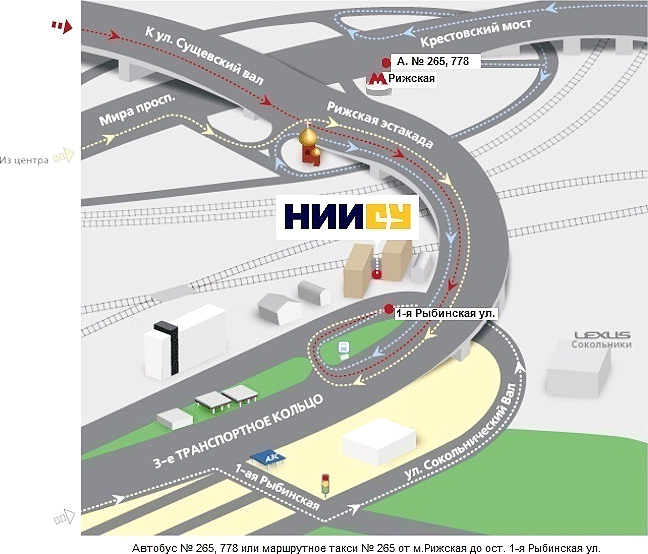 К ул. Сущевский вал
Крестовский мост
А. № 265, 778
М Рижская
Мира просп.
Рижская эстакада
Из центра
НИИСУ
1-я Рыбинская ул.
LEXUS
Сокольники
3-е ТРАНСПОРТНОЕ КОЛЬЦО
ул. Сокольнический Вал
АЗС
1-ая Рыбинская
Автобус № 265, 778 или маршрутное такси № 265 от м.Рижская до ост. 1-я Рыбинская ул.